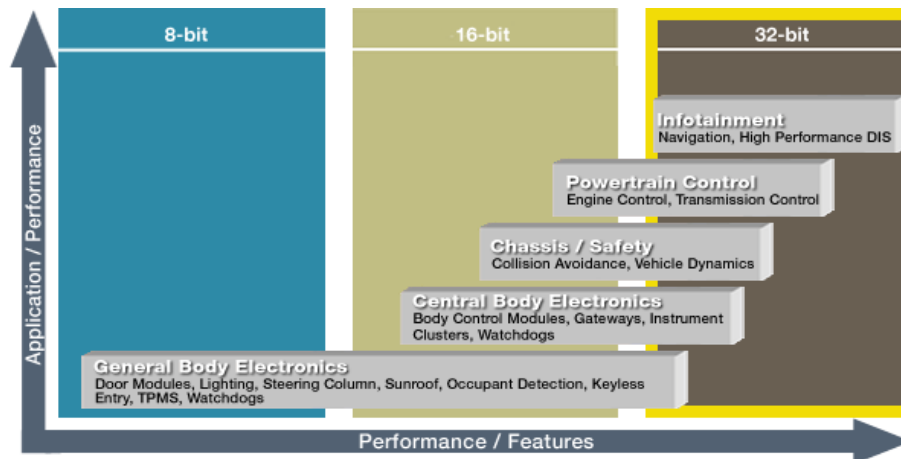 8-bit
16-bit
32-bit
Infotainment
Navigation, High Performance DIS
Powertrain Control
Engine Control, Transmission Control
Chassis / Safety
Collision Avoidance, Vehicle Dynamics
Central Body Electronics
Body Control Modules, Gateways, Instrument
Clusters, Watchdogs
General Body Electronics
Door Modules, Lighting, Steering Column, Sunroof, Occupant Detection, Keyless
Entry, TPMS, Watchdogs
Application / Performance
Performance / Features